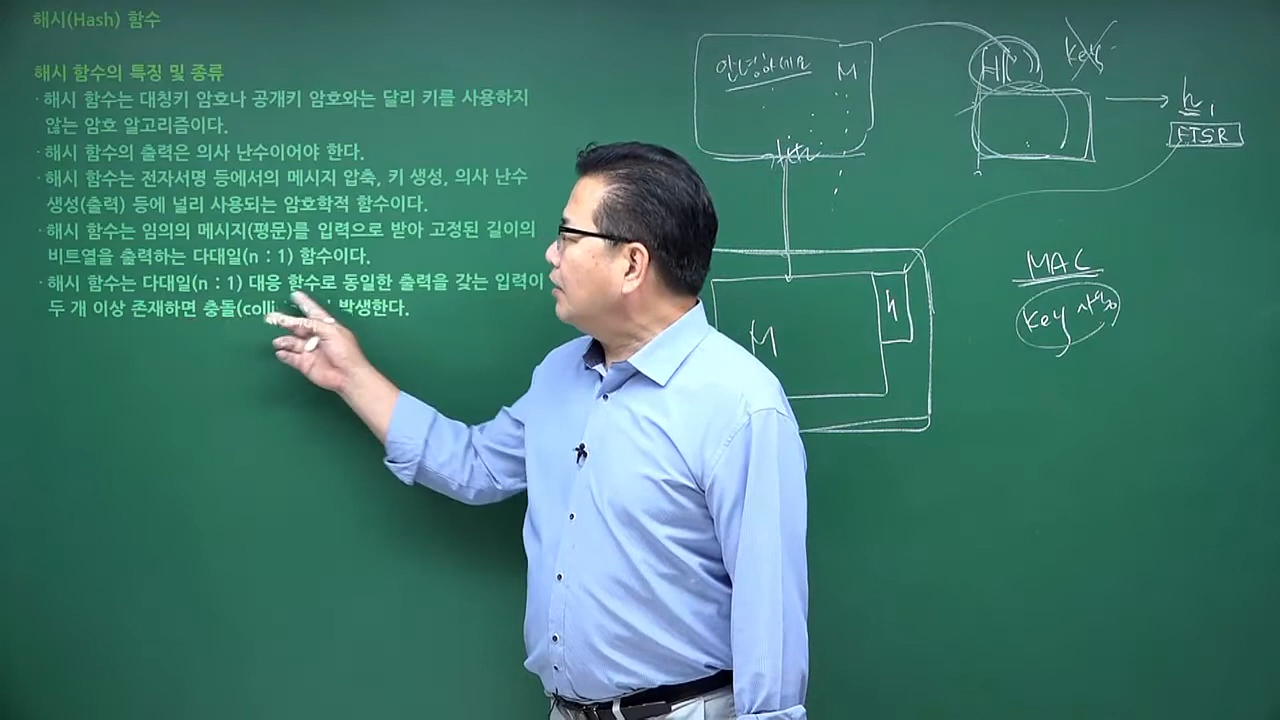 해시(Hash) 함수
해시 함수의 특징 및 종류
· 해시 함수는 대칭키 암호나 공개키 암호와는 달리 키를 사용하지
않는 암호 알고리즘이다.
· 해시 함수의 출력은 의사 난수이어야 한다.
· 해시 함수는 전자서명 등에서의 메시지 압축, 키 생성, 의사 난수
생성(출력) 등에 널리 사용되는 암호학적 함수이다.
· 해시 함수는 임의의 메시지(평문)를 입력으로 받아 고정된 길이의
비트열을 출력하는 다대일(n : 1) 함수이다.
· 해시 함수는 다대일(n : 1) 대응 함수로 동일한 출력을 갖는 입력이
두 개 이상 존재하면 충돌(coll 발생한다.
안녕하세요 M
H( )
key
h
M
h
MAC
key 사용